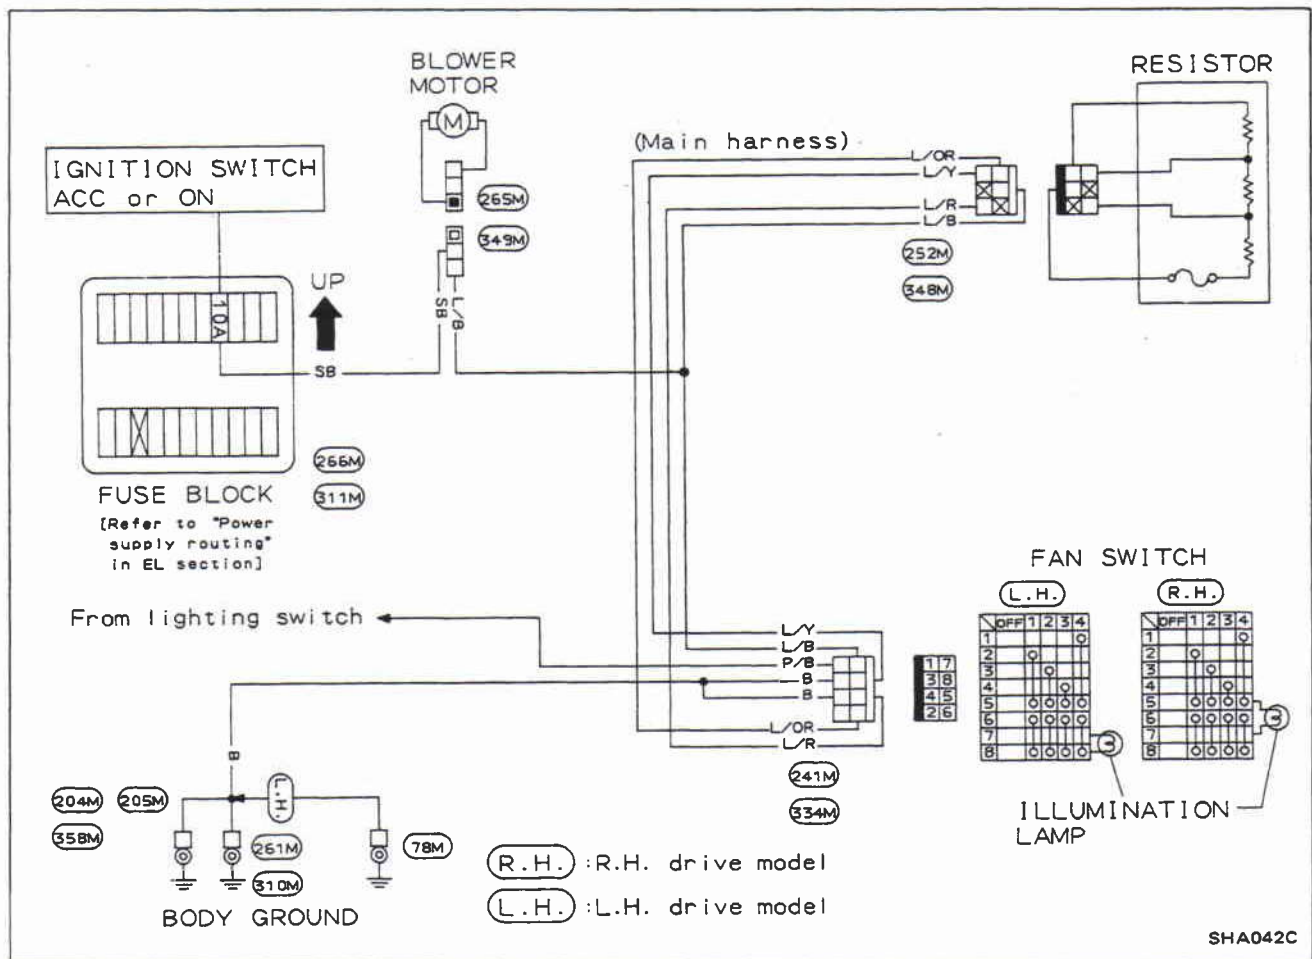 BLOWER
MOTOR
M
RESISTOR
(Main harness)
IGNITION SWITCH
ACC or ON
L/OR
L/Y
L/R
L/B
265M
349M
252M
348M
UP
10A
SB
L/B
SB
266M
311M
FUSE BLOCK
[Refer to "Power
supply routing"
in EL section]
From lighting switch
L/Y
L/B
P/B
B
B
L/OR
L/R
241M
334M
1 7
3 8
4 5
2 6
FAN SWITCH
L.H.
OFF 1 2 3 4
1
2
3
4
5
6
7
8
R.H.
OFF 1 2 3 4
1
2
3
4
5
6
7
8
ILLUMINATION
LAMP
B
L.H.
204M 205M
358M
261M
310M
78M
BODY GROUND
R.H. :R.H. drive model
L.H. :L.H. drive model
SHA042C